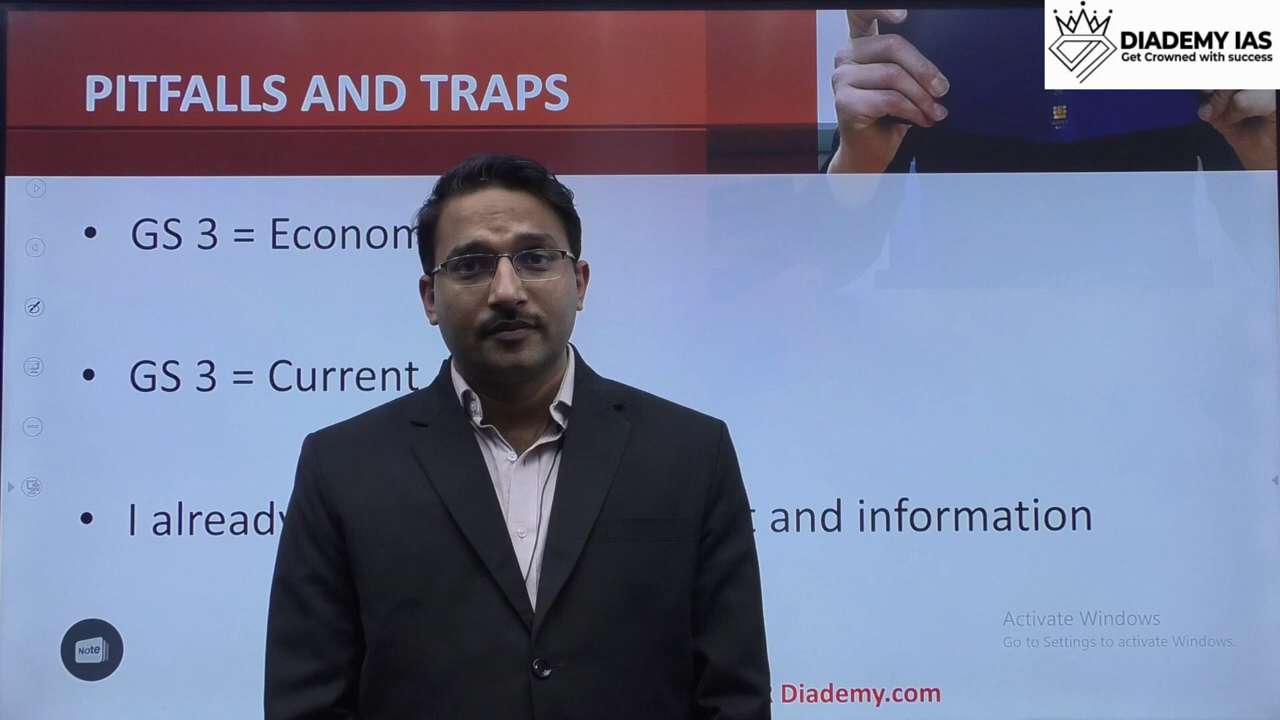 DIADEMY IAS
Get Crowned with success
PITFALLS AND TRAPS
• GS 3 = Econom
• GS 3 = Current
• I already and information
Note
Activate Windows
Go to Settings to activate Windows.
Diademy.com